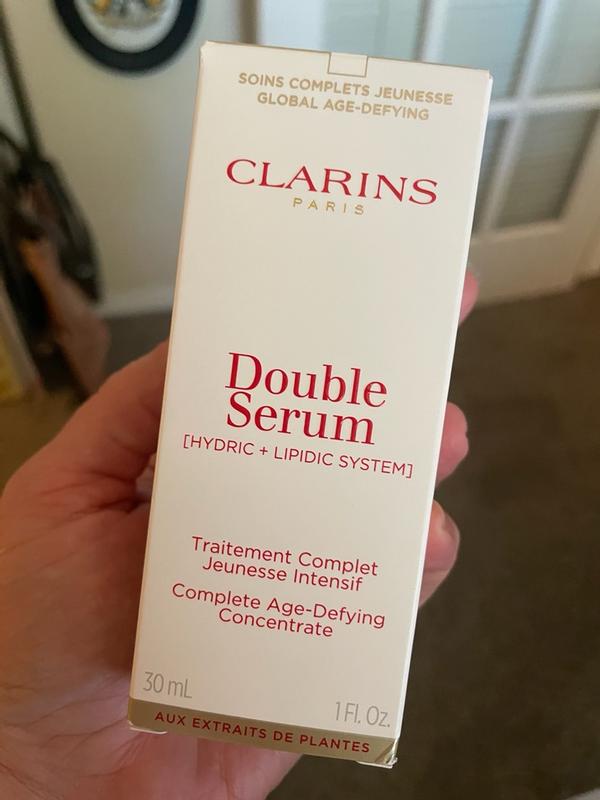 SOINS COMPLETS JEUNESSE
GLOBAL AGE-DEFYING
CLARINS
PARIS
Double
Serum
[HYDRIC + LIPIDIC SYSTEM]
Traitement Complet
Jeunesse Intensif
Complete Age-Defying
Concentrate
30 mL 1 Fl. Oz.
AUX EXTRAITS DE PLANTES